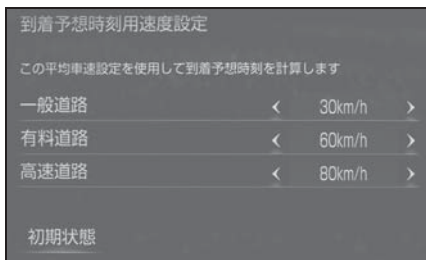 到着予想時刻用速度設定
この平均車速設定を使用して到着予想時刻を計算します
一般道路 < 30km/h >
有料道路 < 60km/h >
高速道路 < 80km/h >
初期状態